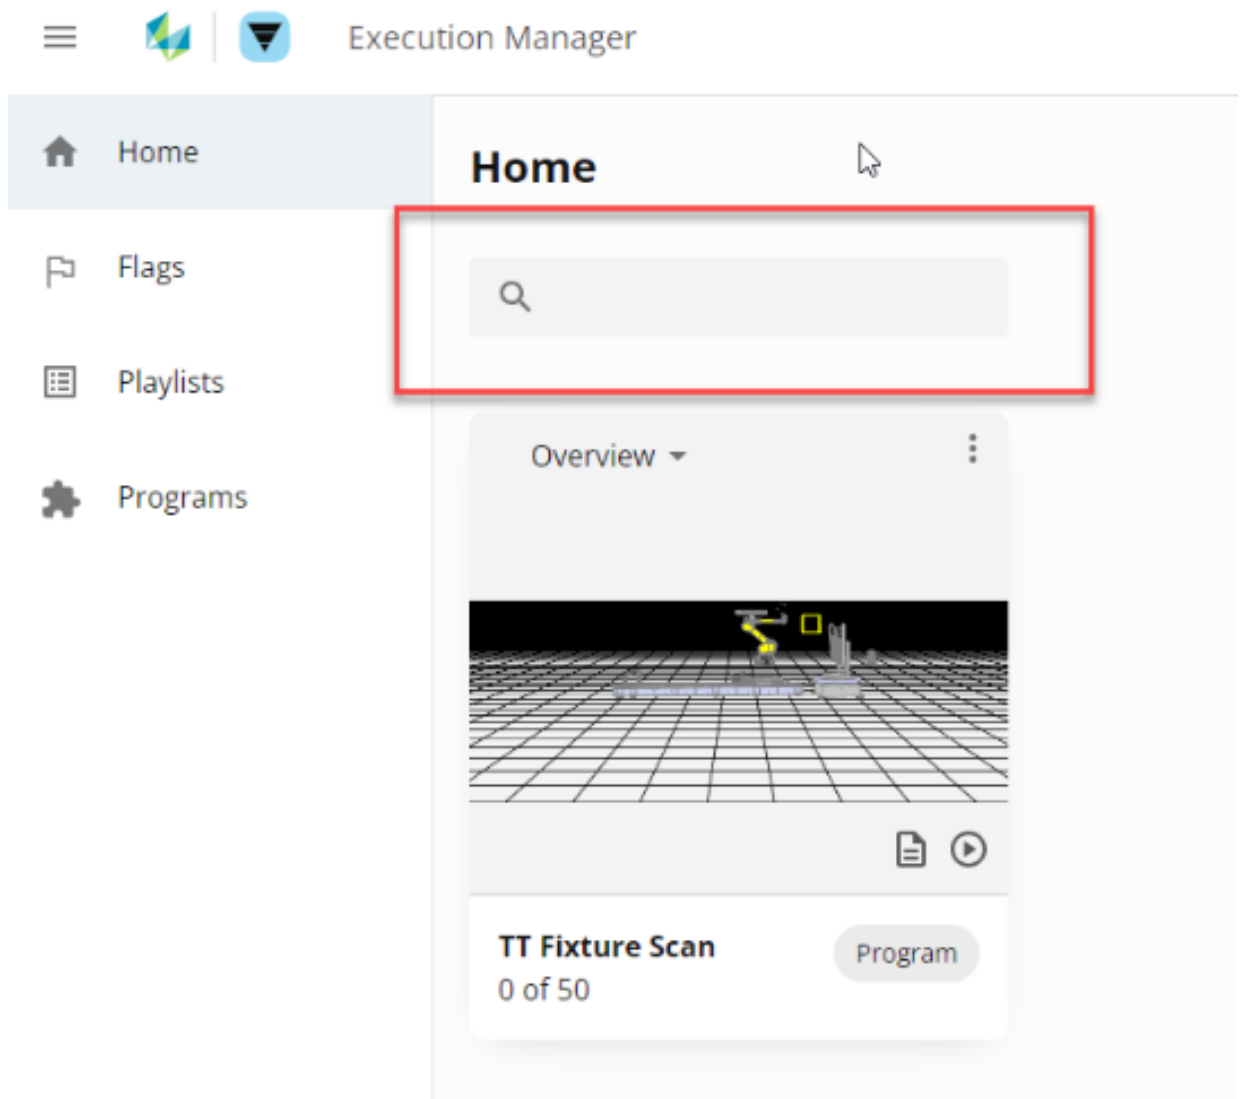 Execution Manager
Home
Flags
Playlists
Programs
Home
Overview
TT Fixture Scan
0 of 50
Program